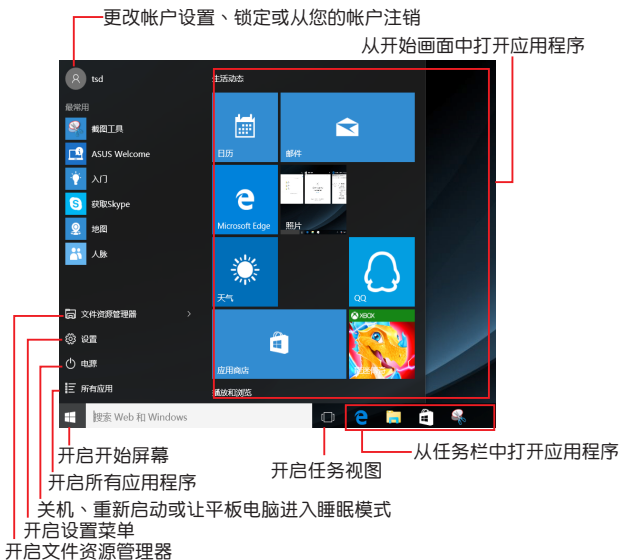 更改帐户设置、锁定或从您的帐户注销
从开始画面中打开应用程序
tsd
生活动态
最常用
截图工具
ASUS Welcome
入门
获取Skype
地图
人脉
日历
邮件
Microsoft Edge
照片
天气
QQ
应用商店
XBOX
播放和浏览
文件资源管理器
设置
电源
所有应用
搜索 Web 和 Windows
开启开始屏幕
开启任务视图
从任务栏中打开应用程序
开启所有应用程序
关机、重新启动或让平板电脑进入睡眠模式
开启设置菜单
开启文件资源管理器